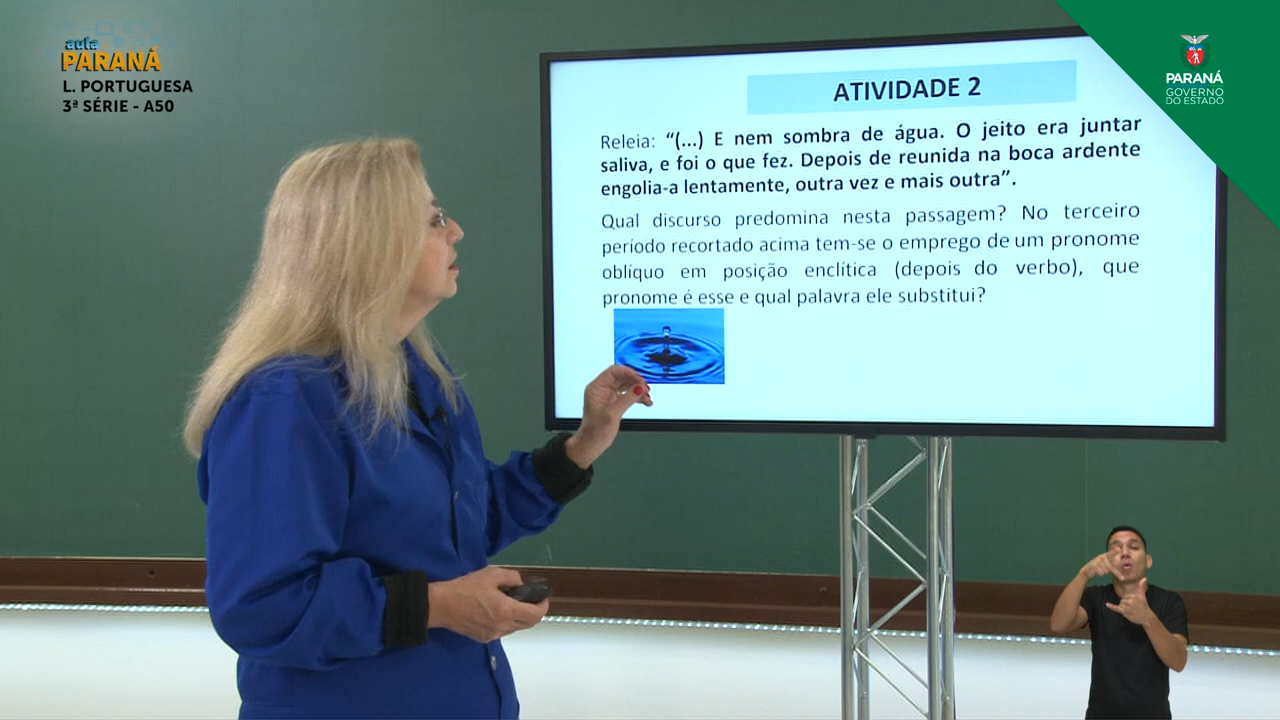 aula
PARANÁ
L. PORTUGUESA
3ª SÉRIE - A50
PARANÁ
GOVERNO
DO ESTADO
ATIVIDADE 2
Releia: “(...) E nem sombra de água. O jeito era juntar
saliva, e foi o que fez. Depois de reunida na boca ardente
engolia-a lentamente, outra vez e mais outra”.
Qual discurso predomina nesta passagem? No terceiro
período recortado acima tem-se o emprego de um pronome
oblíquo em posição enclítica (depois do verbo), que
pronome é esse e qual palavra ele substitui?